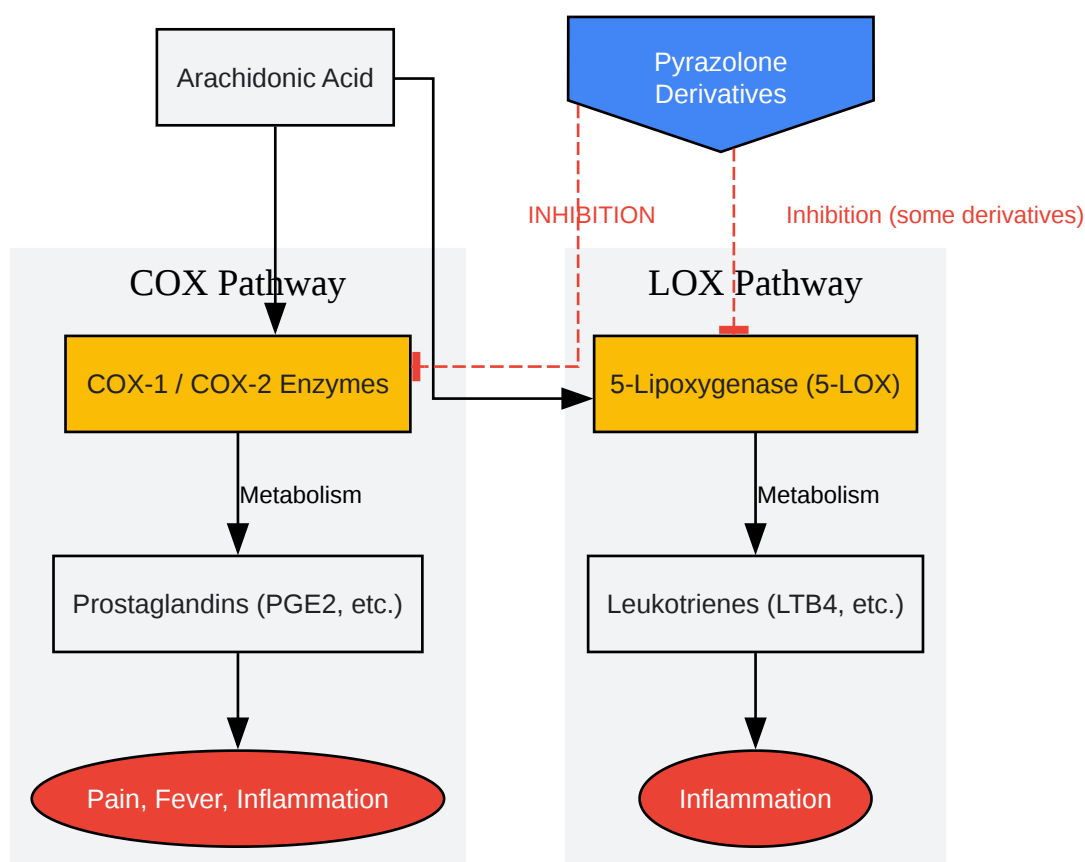 Arachidonic Acid
Pyrazolone
Derivatives
INHIBITION
Inhibition (some derivatives)
COX Pathway
LOX Pathway
COX-1 / COX-2 Enzymes
5-Lipoxygenase (5-LOX)
Metabolism
Metabolism
Prostaglandins (PGE2, etc.)
Leukotrienes (LTB4, etc.)
Pain, Fever, Inflammation
Inflammation